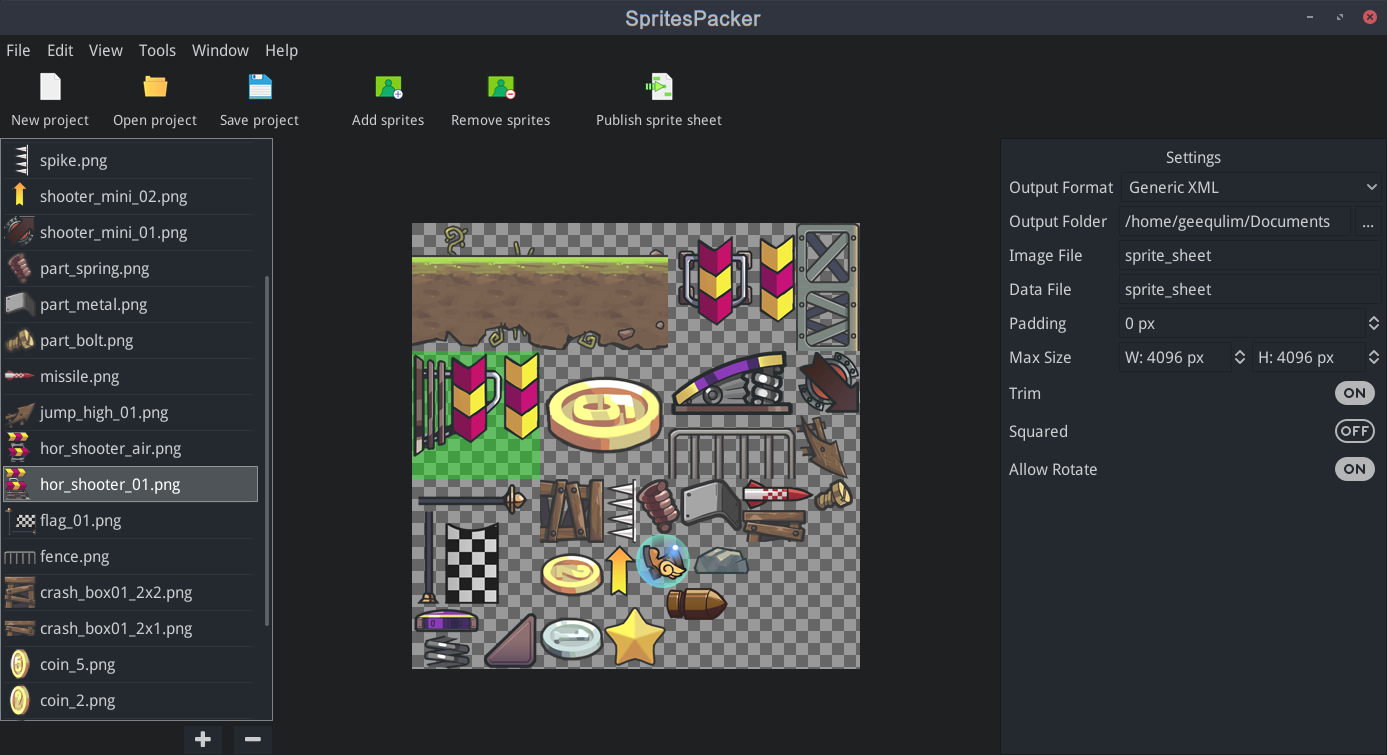 SpritesPacker
File Edit View Tools Window Help
New project Open project Save project Add sprites Remove sprites Publish sprite sheet
spike.png
shooter_mini_02.png
shooter_mini_01.png
part_spring.png
part_metal.png
part_bolt.png
missile.png
jump_high_01.png
hor_shooter_air.png
hor_shooter_01.png
flag_01.png
fence.png
crash_box01_2x2.png
crash_box01_2x1.png
coin_5.png
coin_2.png
Settings
Output Format Generic XML
Output Folder /home/geequlim/Documents ...
Image File sprite_sheet
Data File sprite_sheet
Padding 0 px
Max Size W: 4096 px H: 4096 px
Trim ON
Squared OFF
Allow Rotate ON